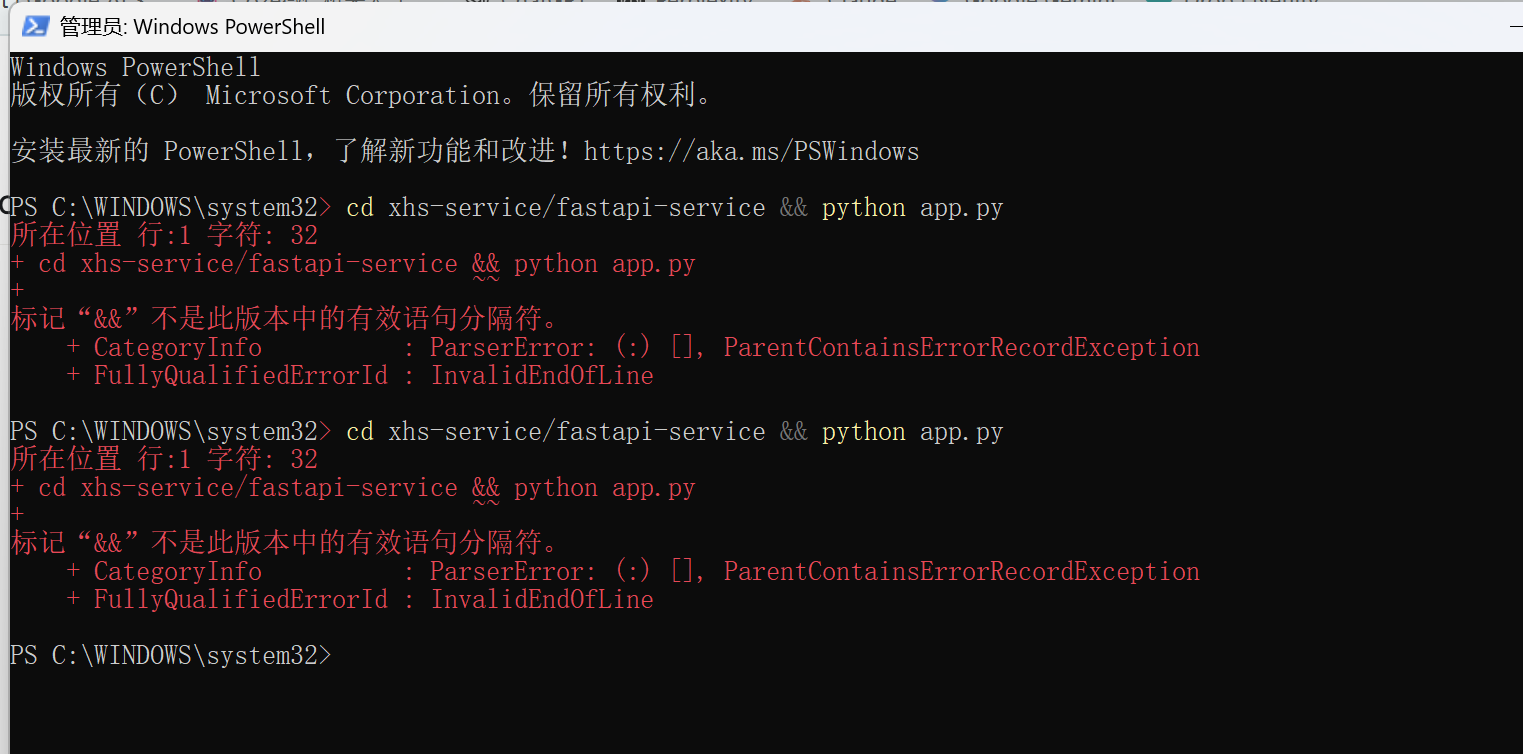 管理员: Windows PowerShell
Windows PowerShell
版权所有（C） Microsoft Corporation。保留所有权利。
安装最新的 PowerShell，了解新功能和改进！https://aka.ms/PSWindows
PS C:\WINDOWS\system32> cd xhs-service/fastapi-service && python app.py
所在位置 行:1 字符: 32
+ cd xhs-service/fastapi-service && python app.py
+                                ~~
标记“&&”不是此版本中的有效语句分隔符。
    + CategoryInfo          : ParserError: (:) [], ParentContainsErrorRecordException
    + FullyQualifiedErrorId : InvalidEndOfLine
PS C:\WINDOWS\system32> cd xhs-service/fastapi-service && python app.py
所在位置 行:1 字符: 32
+ cd xhs-service/fastapi-service && python app.py
+                                ~~
标记“&&”不是此版本中的有效语句分隔符。
    + CategoryInfo          : ParserError: (:) [], ParentContainsErrorRecordException
    + FullyQualifiedErrorId : InvalidEndOfLine
PS C:\WINDOWS\system32>